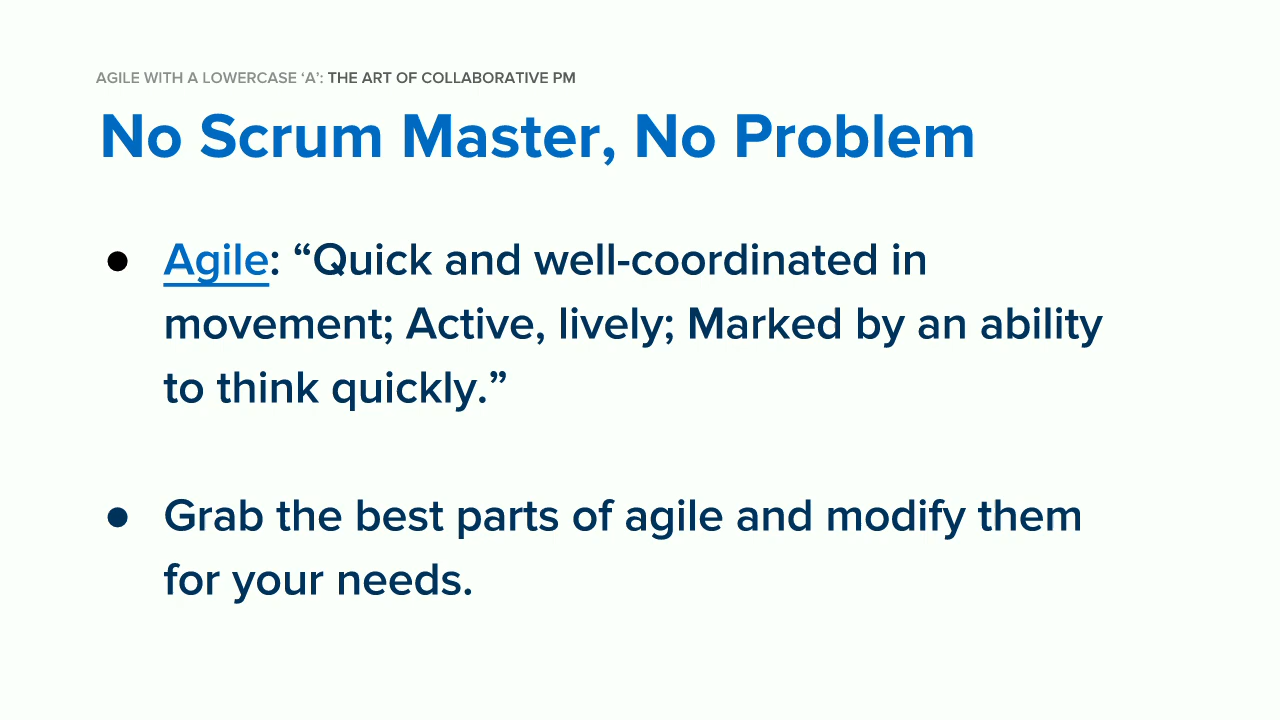 AGILE WITH A LOWERCASE ‘A’: THE ART OF COLLABORATIVE PM
No Scrum Master, No Problem
● Agile: “Quick and well-coordinated in
movement; Active, lively; Marked by an ability
to think quickly.”
● Grab the best parts of agile and modify them
for your needs.